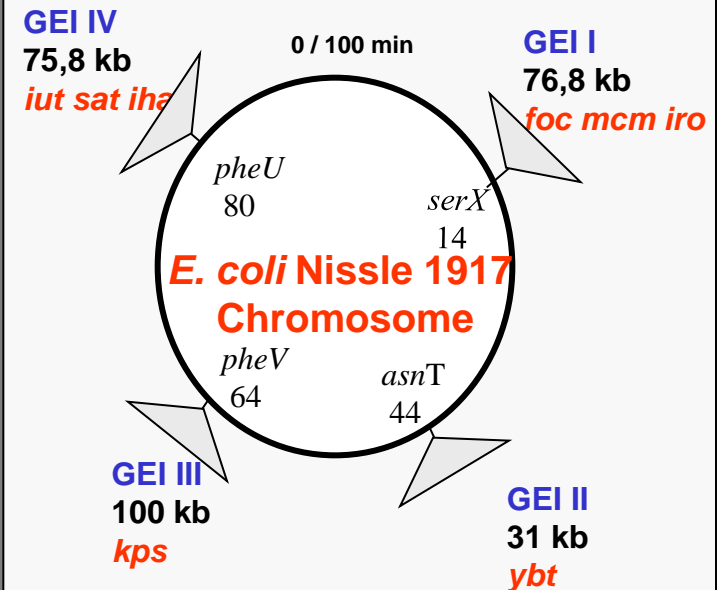 GEI IV
75,8 kb
iut sat iha
0 / 100 min
GEI I
76,8 kb
foc mcm iro
pheU
80
serX
14
E. coli Nissle 1917
Chromosome
pheV
64
asnT
44
GEI III
100 kb
kps
GEI II
31 kb
ybt